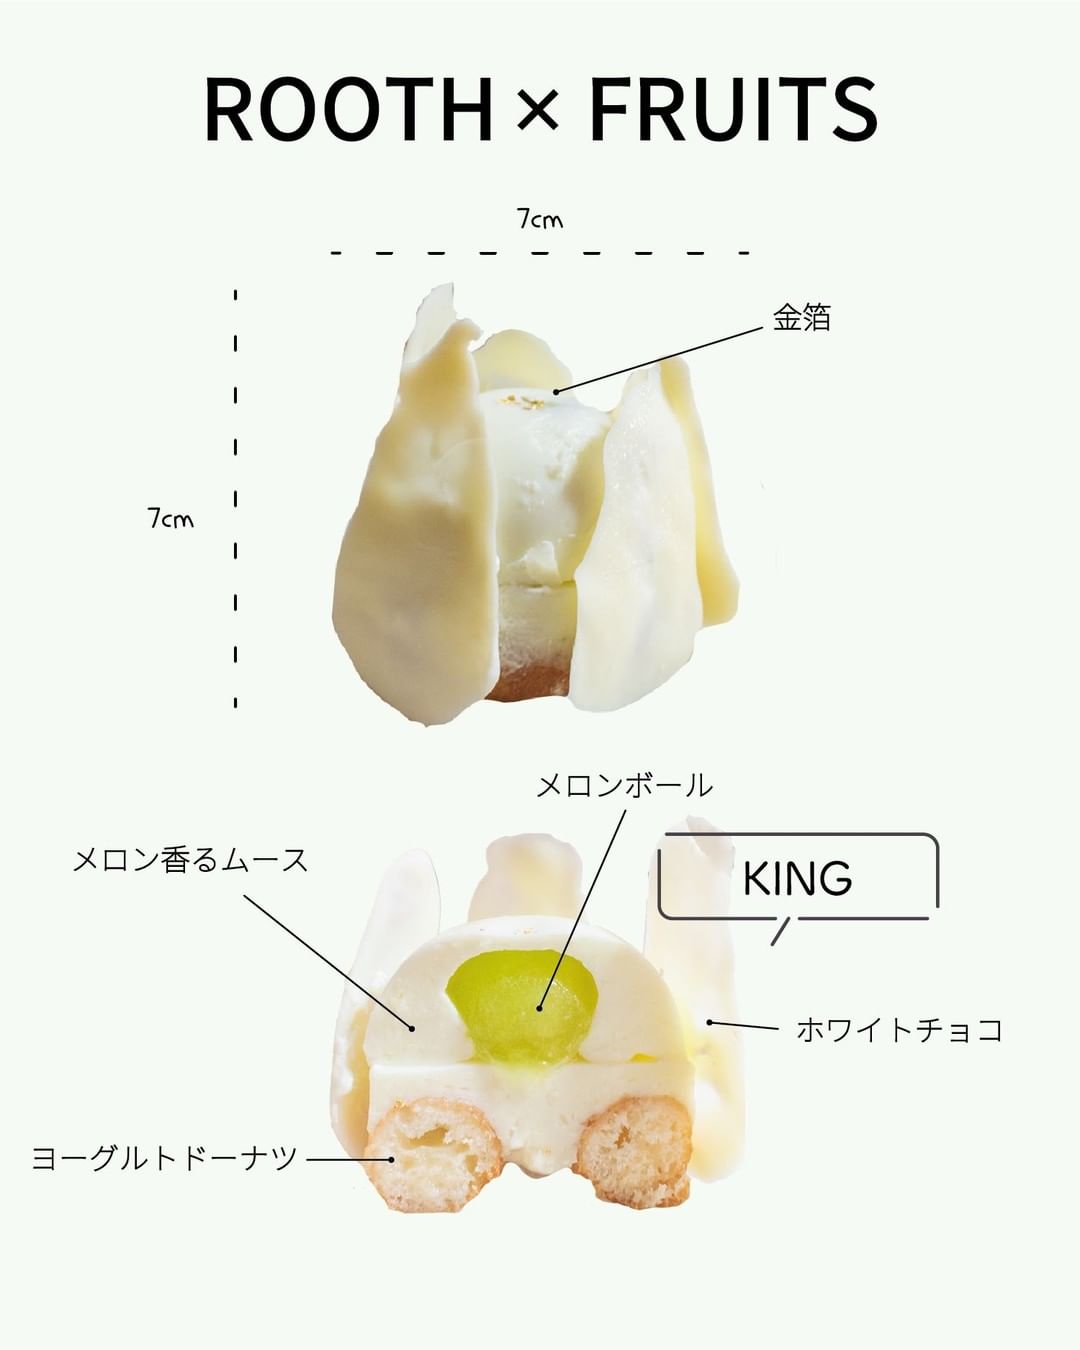 ROOTH × FRUITS
7cm
金箔
7cm
メロンボール
メロン香るムース
KING
ホワイトチョコ
ヨーグルトドーナツ